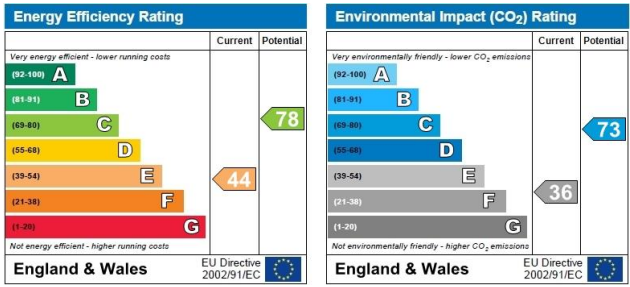 Energy Efficiency Rating
Current Potential
Very energy efficient - lower running costs
(92-100) A
(81-91) B
(69-80) C
78
(55-68) D
(39-54) E
44
(21-38) F
(1-20) G
Not energy efficient - higher running costs
England & Wales
EU Directive
2002/91/EC
Environmental Impact (CO2) Rating
Current Potential
Very environmentally friendly - lower CO2 emissions
(92-100) A
(81-91) B
(69-80) C
73
(55-68) D
(39-54) E
(21-38) F
36
(1-20) G
Not environmentally friendly - higher CO2 emissions
England & Wales
EU Directive
2002/91/EC